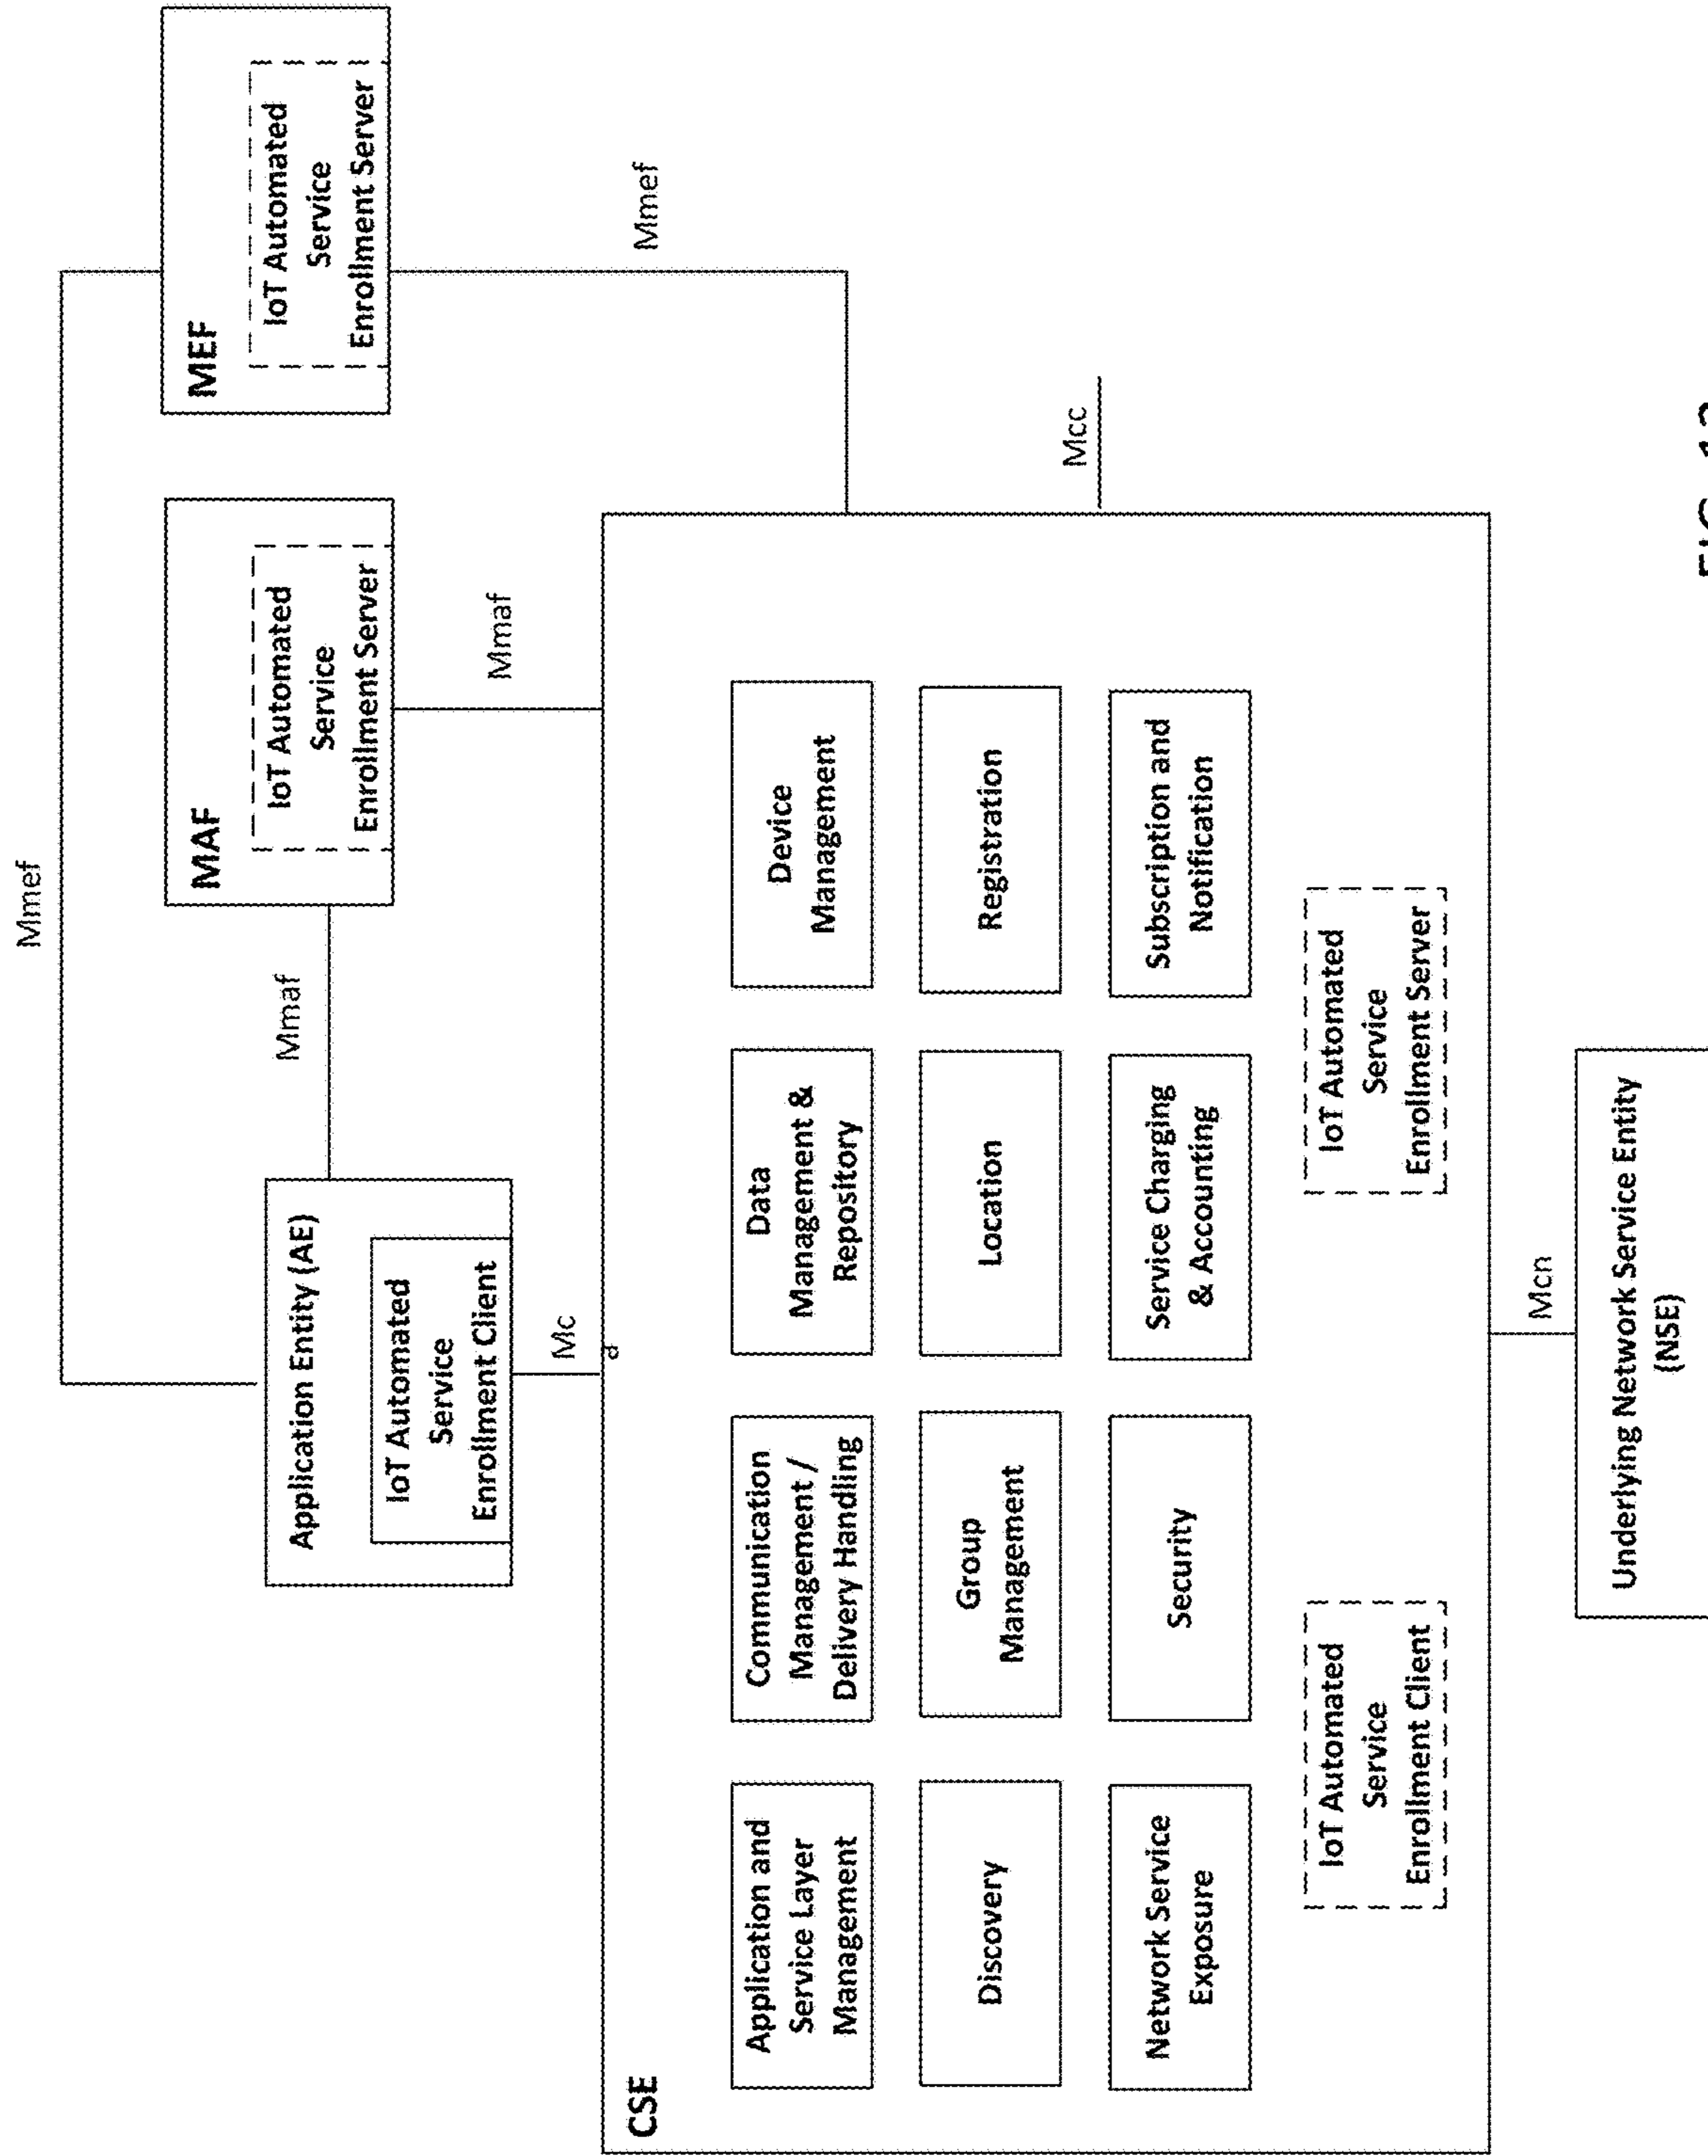 Mmef
MEF
IoT Automated
Service
Enrollment Server
MAF
IoT Automated
Service
Enrollment Server
Mmaf
Application Entity (AE)
IoT Automated
Service
Enrollment Client
Mmaf
Mmef
Mc
p
CSE
Application and
Service Layer
Management
Communication
Management /
Delivery Handling
Data
Management &
Repository
Device
Management
Discovery
Group
Management
Location
Registration
Mcc
Network Service
Exposure
Security
Service Charging
& Accounting
Subscription and
Notification
IoT Automated
Service
Enrollment Client
IoT Automated
Service
Enrollment Server
Mcn
Underlying Network Service Entity
(NSE)